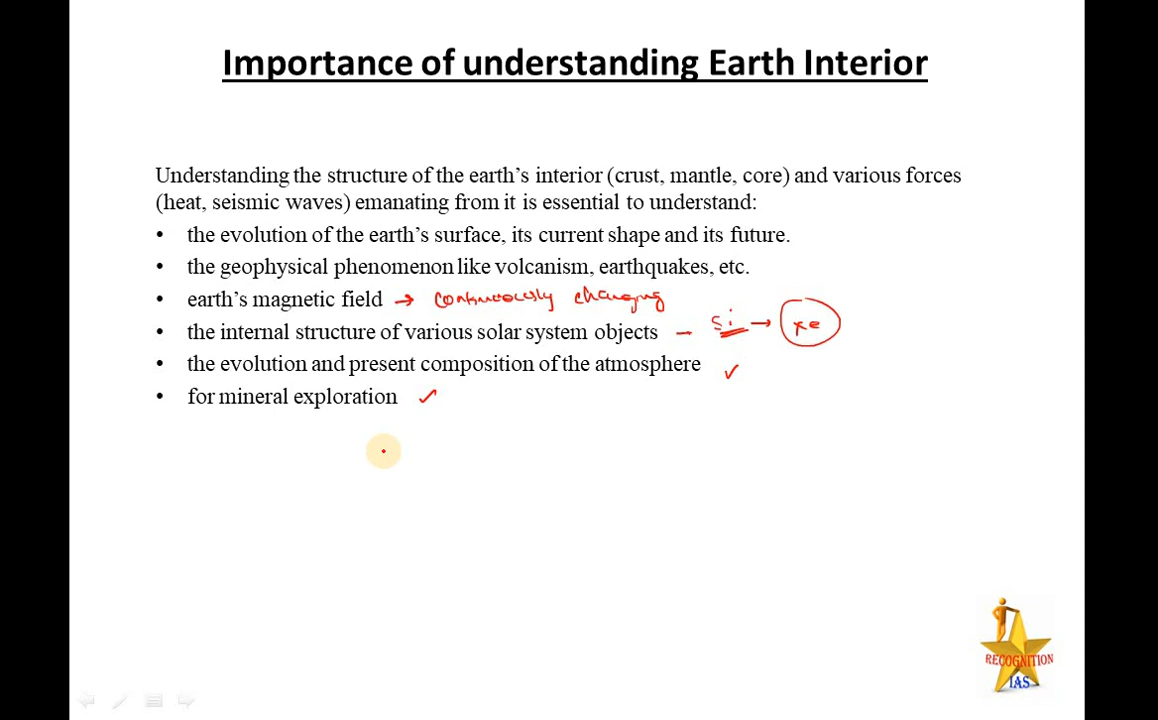 Importance of understanding Earth Interior
Understanding the structure of the earth's interior (crust, mantle, core) and various forces
(heat, seismic waves) emanating from it is essential to understand:
• the evolution of the earth's surface, its current shape and its future.
• the geophysical phenomenon like volcanism, earthquakes, etc.
• earth's magnetic field → continuously changing
• the internal structure of various solar system objects - Si → xe
• the evolution and present composition of the atmosphere ✓
• for mineral exploration ✓
RECOGNITION
IAS